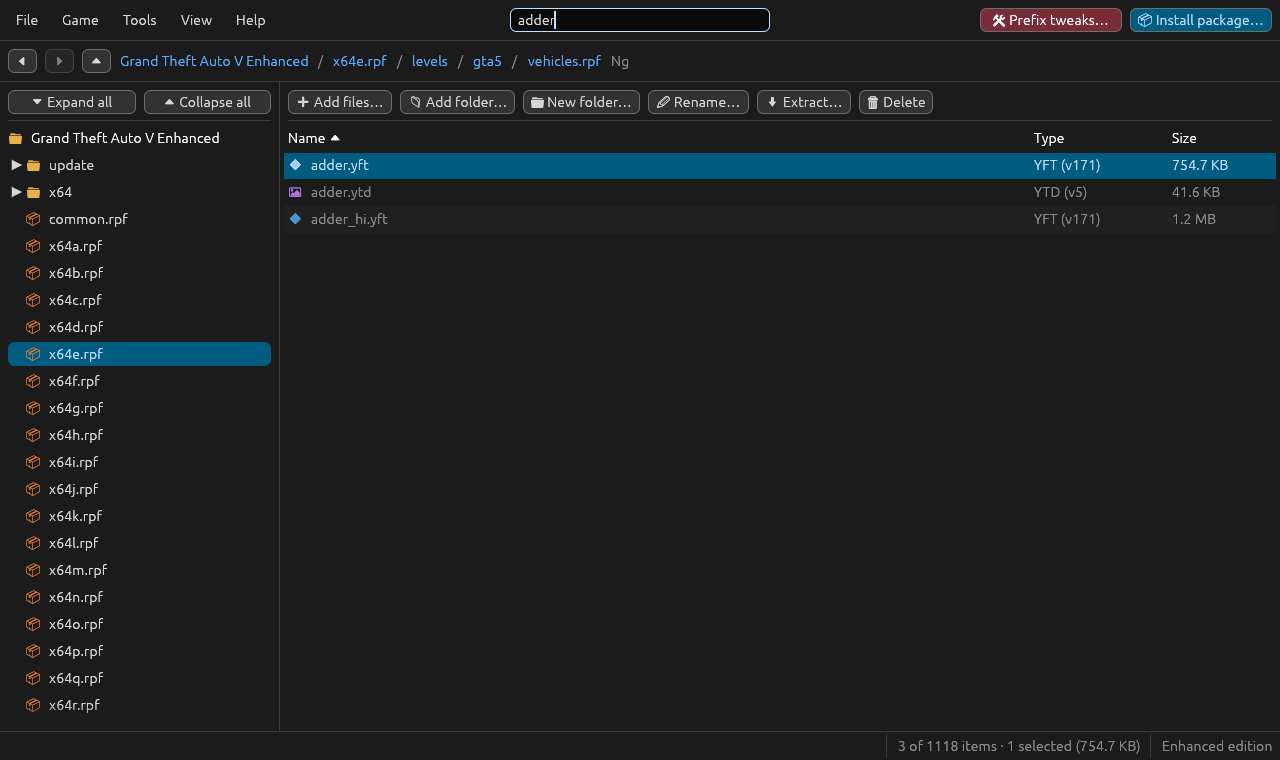 File Game Tools View Help adder Prefix tweaks... Install package...
Grand Theft Auto V Enhanced / x64e.rpf / levels / gta5 / vehicles.rpf Ng
Expand all Collapse all Add files... Add folder... New folder... Rename... Extract... Delete
Grand Theft Auto V Enhanced
update
x64
common.rpf
x64a.rpf
x64b.rpf
x64c.rpf
x64d.rpf
x64e.rpf
x64f.rpf
x64g.rpf
x64h.rpf
x64i.rpf
x64j.rpf
x64k.rpf
x64l.rpf
x64m.rpf
x64n.rpf
x64o.rpf
x64p.rpf
x64q.rpf
x64r.rpf
Name Type Size
adder.yft YFT (v171) 754.7 KB
adder.ytd YTD (v5) 41.6 KB
adder_hi.yft YFT (v171) 1.2 MB
3 of 1118 items · 1 selected (754.7 KB) Enhanced edition